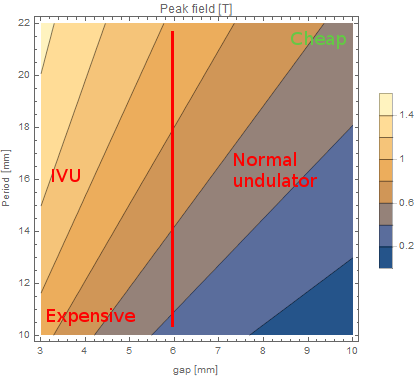 Peak field [T]
22
20
18
16
14
12
10
Period [mm]
Cheap
IVU
Normal
undulator
Expensive
3
4
5
6
7
8
9
10
gap [mm]
1.4
1
0.6
0.2